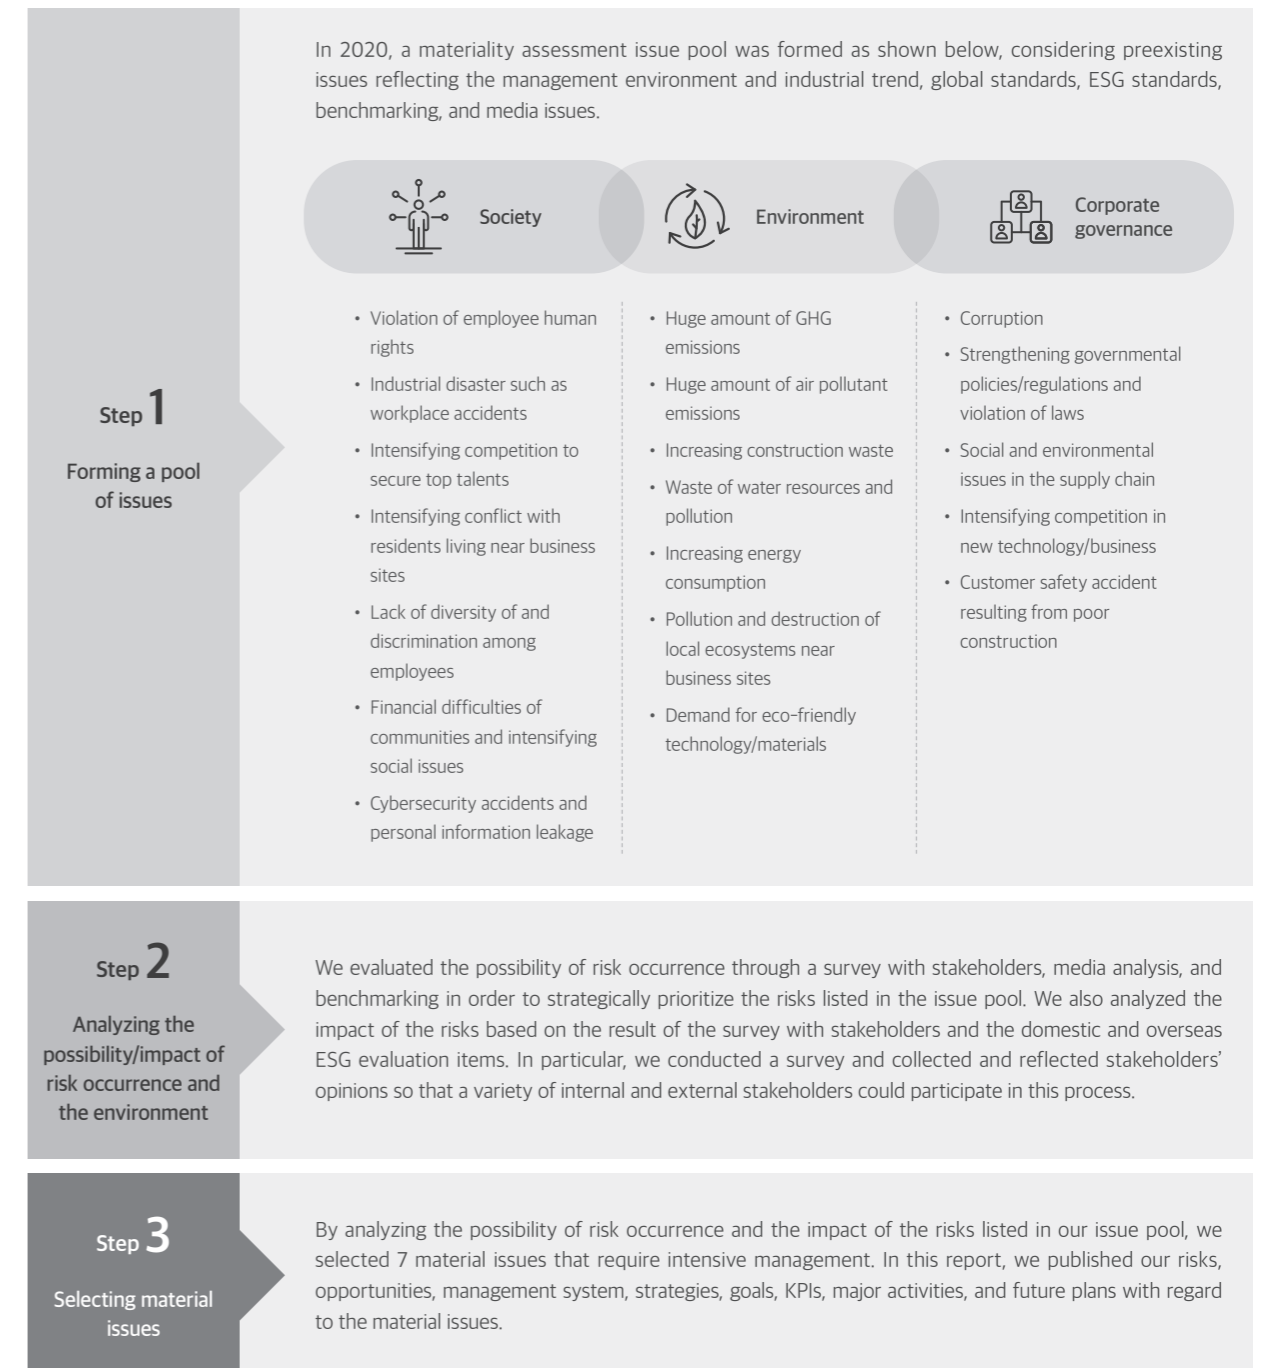 In 2020, a materiality assessment issue pool was formed as shown below, considering preexisting
issues reflecting the management environment and industrial trend, global standards, ESG standards,
benchmarking, and media issues.
Society
Environment
Corporate
governance
Step 1
Forming a pool
of issues
• Violation of employee human
rights
• Industrial disaster such as
workplace accidents
• Intensifying competition to
secure top talents
• Intensifying conflict with
residents living near business
sites
• Lack of diversity of and
discrimination among
employees
• Financial difficulties of
communities and intensifying
social issues
• Cybersecurity accidents and
personal information leakage
• Huge amount of GHG
emissions
• Huge amount of air pollutant
emissions
• Increasing construction waste
• Waste of water resources and
pollution
• Increasing energy
consumption
• Pollution and destruction of
local ecosystems near
business sites
• Demand for eco-friendly
technology/materials
• Corruption
• Strengthening governmental
policies/regulations and
violation of laws
• Social and environmental
issues in the supply chain
• Intensifying competition in
new technology/business
• Customer safety accident
resulting from poor
construction
Step 2
Analyzing the
possibility/impact of
risk occurrence and
the environment
We evaluated the possibility of risk occurrence through a survey with stakeholders, media analysis, and
benchmarking in order to strategically prioritize the risks listed in the issue pool. We also analyzed the
impact of the risks based on the result of the survey with stakeholders and the domestic and overseas
ESG evaluation items. In particular, we conducted a survey and collected and reflected stakeholders’
opinions so that a variety of internal and external stakeholders could participate in this process.
Step 3
Selecting material
issues
By analyzing the possibility of risk occurrence and the impact of the risks listed in our issue pool, we
selected 7 material issues that require intensive management. In this report, we published our risks,
opportunities, management system, strategies, goals, KPIs, major activities, and future plans with regard
to the material issues.